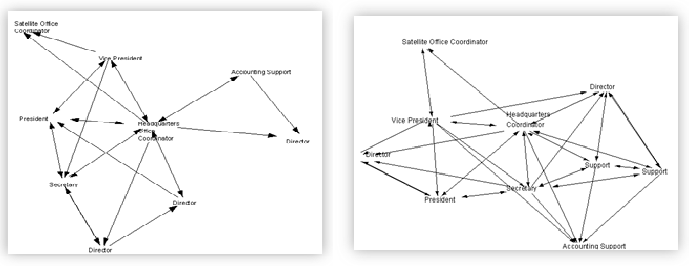 Satellite Office
Coordinator
Vice President
Accounting Support
President
Headquarters
Office
Coordinator
Director
Secretary
Director
Director
Satellite Office Coordinator
Director
Vice President
Headquarters
Coordinator
Director
Support
Support
Secretary
President
Accounting Support